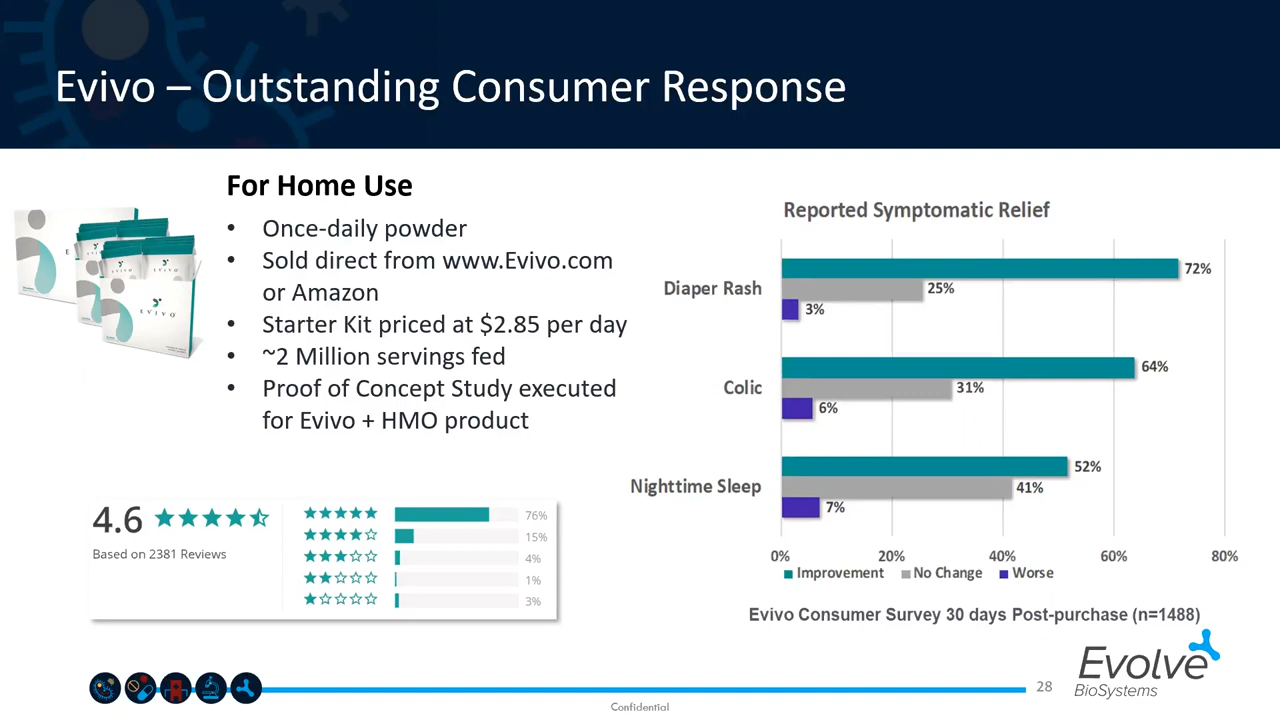 Evivo – Outstanding Consumer Response
For Home Use
• Once-daily powder
• Sold direct from www.Evivo.com
or Amazon
• Starter Kit priced at $2.85 per day
• ~2 Million servings fed
• Proof of Concept Study executed
for Evivo + HMO product
EVIVO
EVIVO
EVIVO
4.6
Based on 2381 Reviews
76%
15%
4%
1%
3%
Reported Symptomatic Relief
Diaper Rash
72%
25%
3%
Colic
64%
31%
6%
Nighttime Sleep
52%
41%
7%
0% 20% 40% 60% 80%
Improvement No Change Worse
Evivo Consumer Survey 30 days Post-purchase (n=1488)
Evolve
BioSystems
28
Confidential